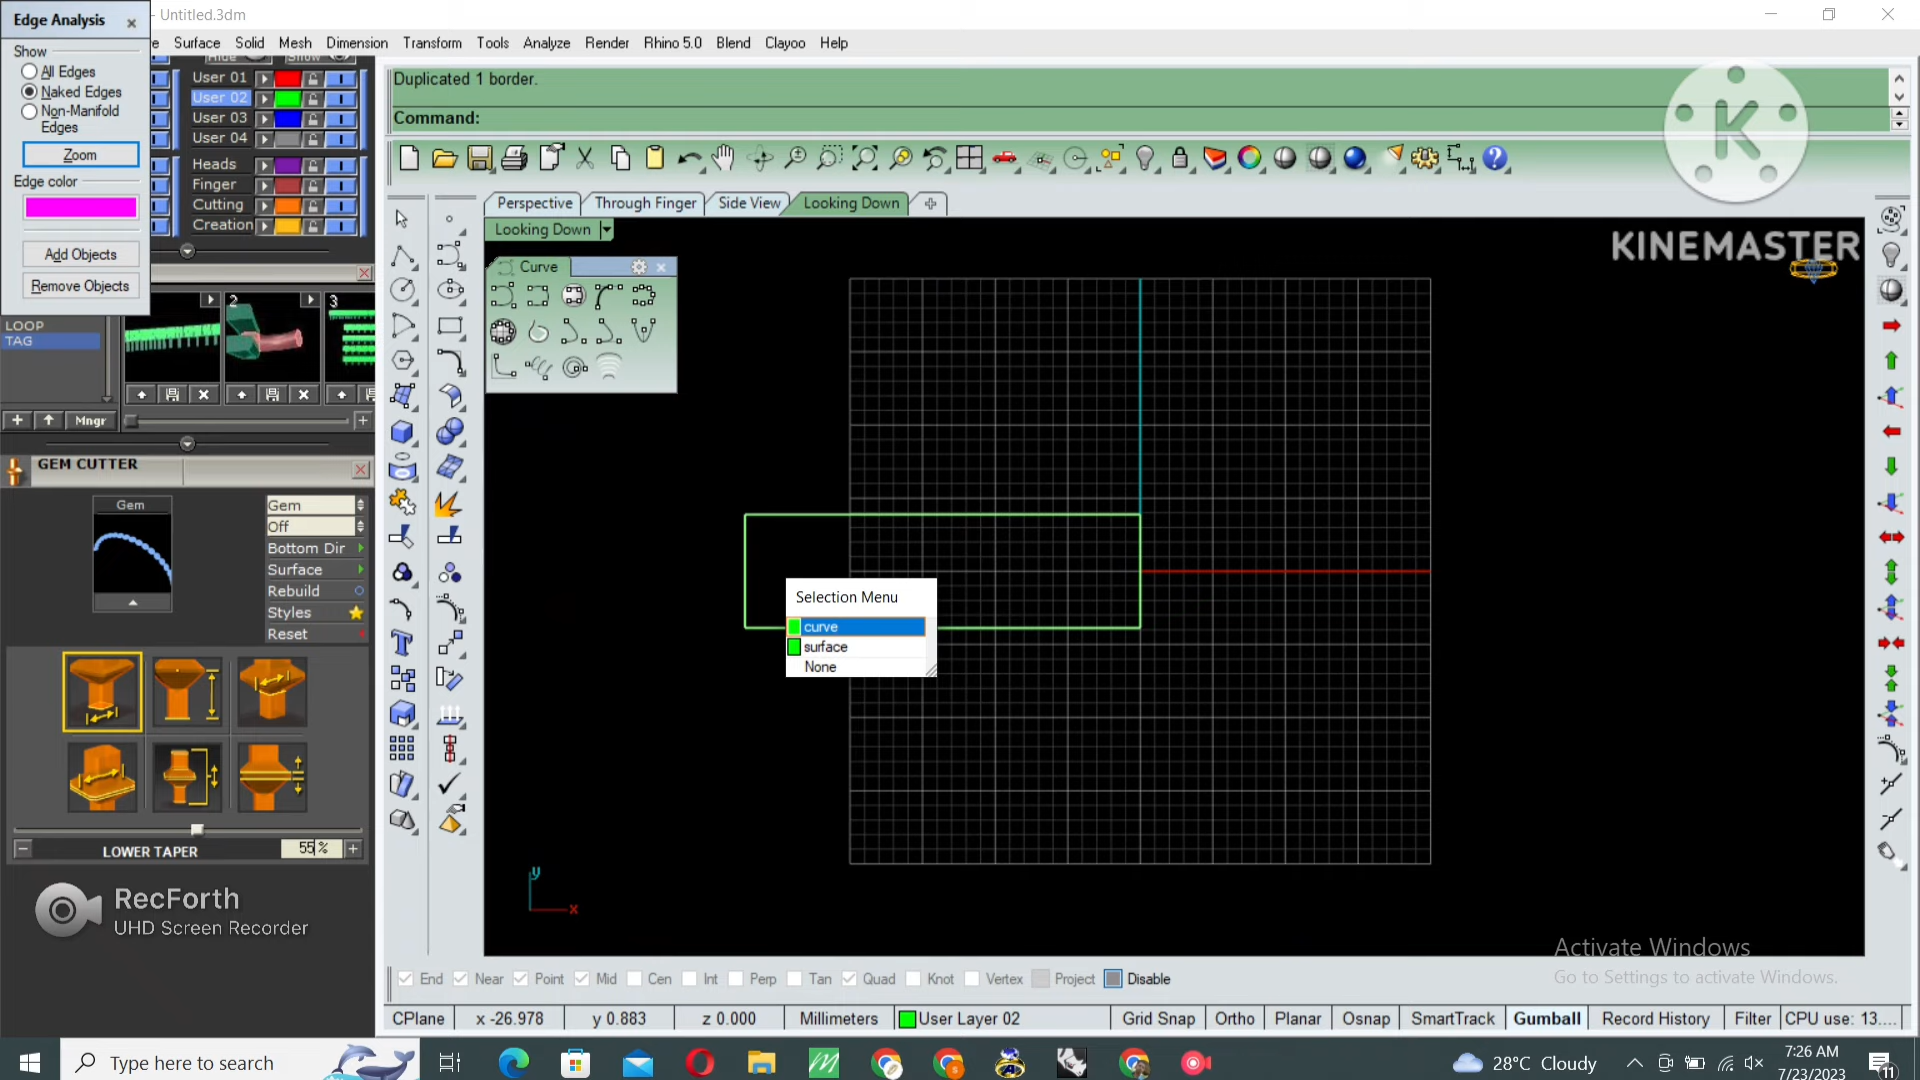 Edge Analysis
- Untitled.3dm
Surface Solid Mesh Dimension Transform Tools Analyze Render Rhino 5.0 Blend Clayoo Help
Show
All Edges
Naked Edges
Non-Manifold
Edges
Zoom
Edge color
Add Objects
Remove Objects
User 01
User 02
User 03
User 04
Heads
Finger
Cutting
Creation
Duplicated 1 border.
Command:
Perspective Through Finger Side View Looking Down
Looking Down
Curve
KINEMASTER
K
LOOP
TAG
2
3
Mngr
GEM CUTTER
Gem
Gem
Off
Bottom Dir
Surface
Rebuild
Styles
Reset
LOWER TAPER 55%
Selection Menu
curve
surface
None
y
x
RecForth
UHD Screen Recorder
Activate Windows
Go to Settings to activate Windows.
End Near Point Mid Cen Int Perp Tan Quad Knot Vertex Project Disable
CPlane x -26.978 y 0.883 z 0.000 Millimeters User Layer 02 Grid Snap Ortho Planar Osnap SmartTrack Gumball Record History Filter CPU use: 13....
Type here to search
28°C Cloudy
7:26 AM
7/23/2023
11